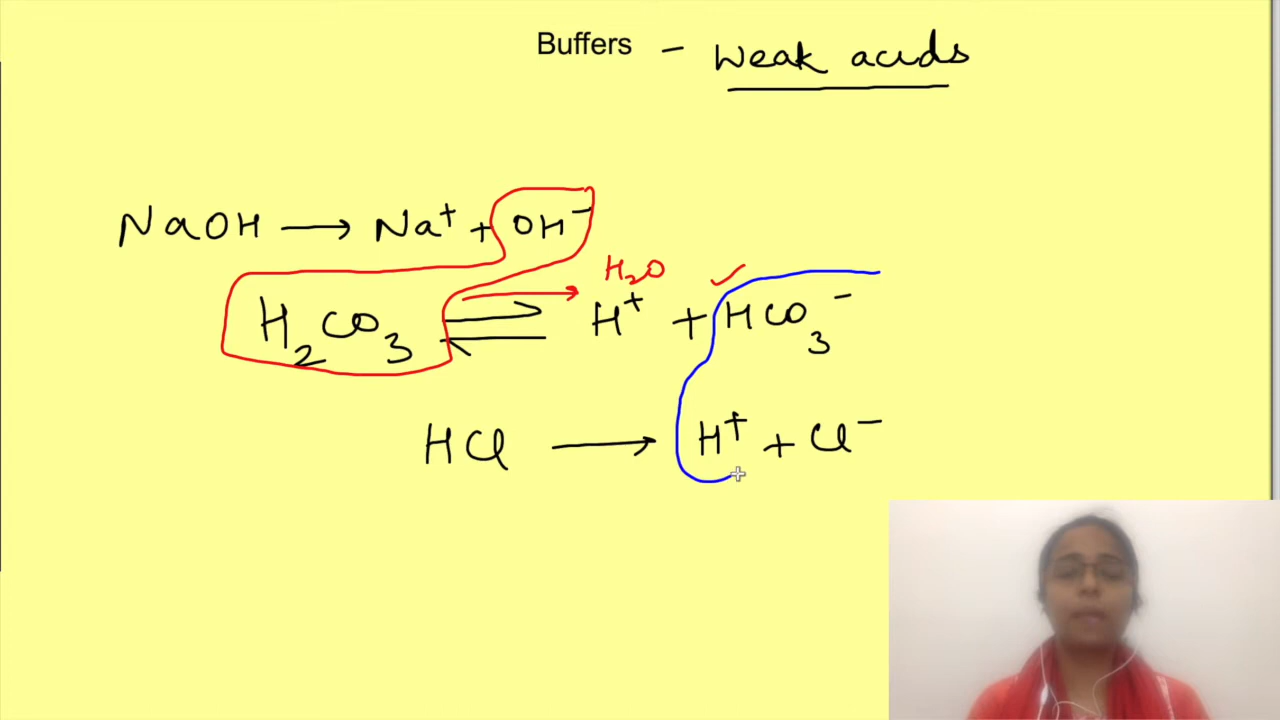 Buffers – Weak acids
NaOH ⟶ Na⁺ + OH⁻
H₂O
H₂CO₃ ⇌ H⁺ + HCO₃⁻
HCl ⟶ H⁺ + Cl⁻